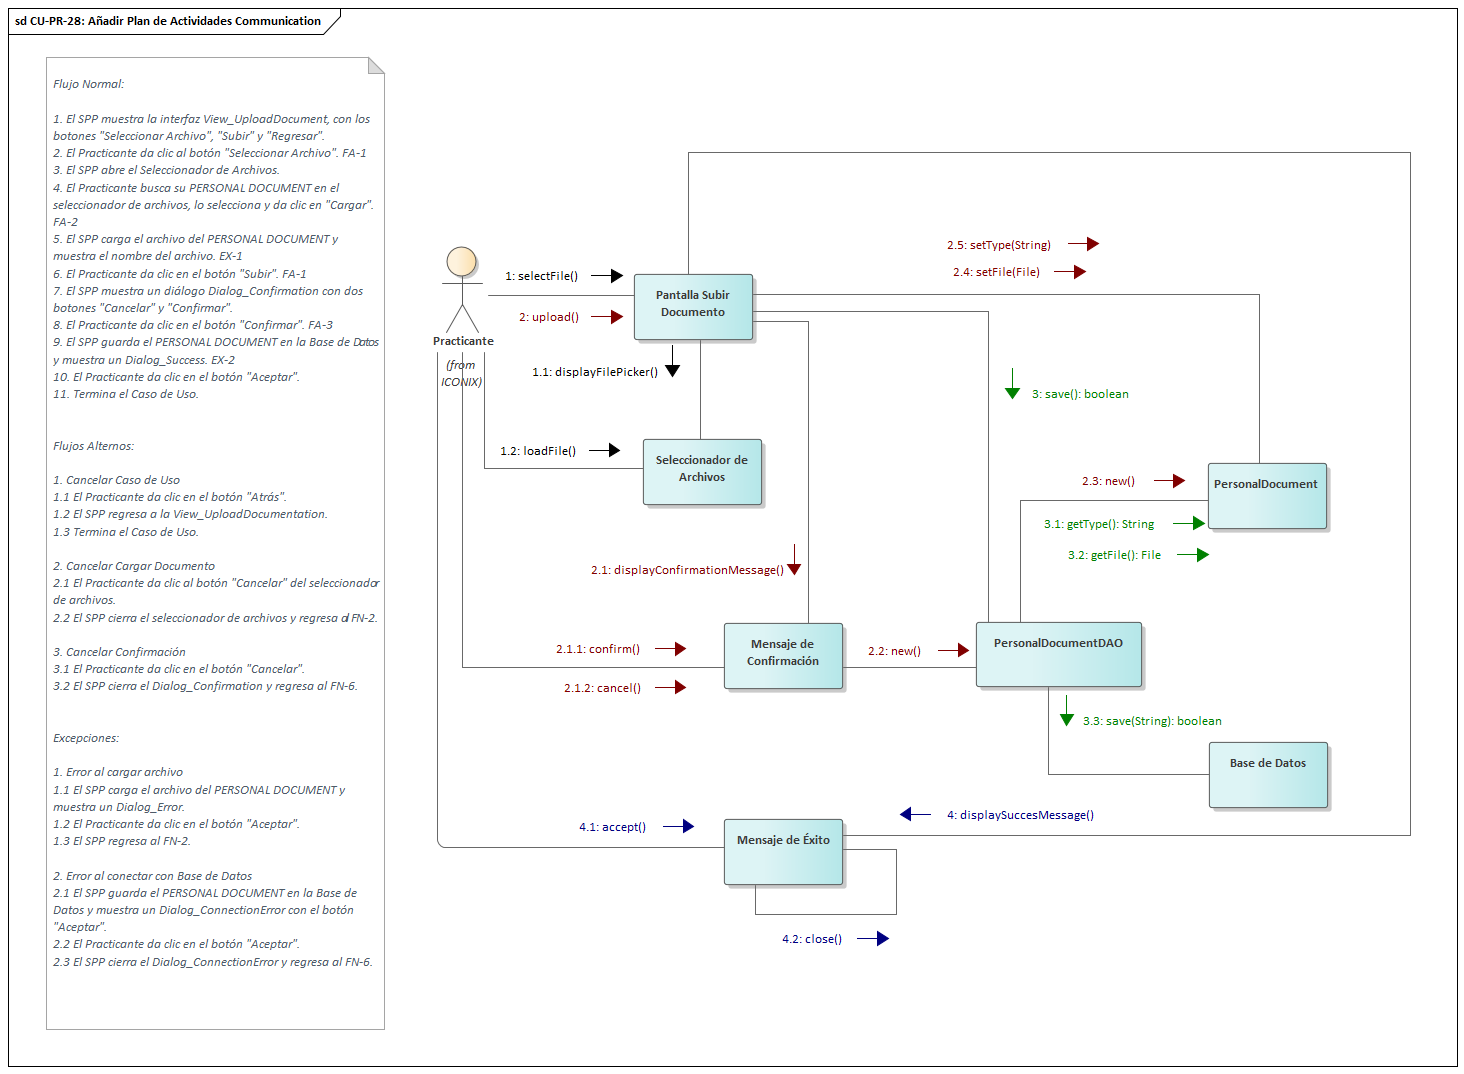 sd CU-PR-28: Añadir Plan de Actividades Communication
Flujo Normal:
1. El SPP muestra la interfaz View_UploadDocument, con los
botones "Seleccionar Archivo", "Subir" y "Regresar".
2. El Practicante da clic al botón "Seleccionar Archivo". FA-1
3. El SPP abre el Seleccionador de Archivos.
4. El Practicante busca su PERSONAL DOCUMENT en el
seleccionador de archivos, lo selecciona y da clic en "Cargar".
FA-2
5. El SPP carga el archivo del PERSONAL DOCUMENT y
muestra el nombre del archivo. EX-1
6. El Practicante da clic en el botón "Subir". FA-1
7. El SPP muestra un diálogo Dialog_Confirmation con dos
botones "Cancelar" y "Confirmar".
8. El Practicante da clic en el botón "Confirmar". FA-3
9. El SPP guarda el PERSONAL DOCUMENT en la Base de Datos
y muestra un Dialog_Success. EX-2
10. El Practicante da clic en el botón "Aceptar".
11. Termina el Caso de Uso.
Flujos Alternos:
1. Cancelar Caso de Uso
1.1 El Practicante da clic en el botón "Atrás".
1.2 El SPP regresa a la View_UploadDocumentation.
1.3 Termina el Caso de Uso.
2. Cancelar Cargar Documento
2.1 El Practicante da clic al botón "Cancelar" del seleccionador
de archivos.
2.2 El SPP cierra el seleccionador de archivos y regresa al FN-2.
3. Cancelar Confirmación
3.1 El Practicante da clic en el botón "Cancelar".
3.2 El SPP cierra el Dialog_Confirmation y regresa al FN-6.
Excepciones:
1. Error al cargar archivo
1.1 El SPP carga el archivo del PERSONAL DOCUMENT y
muestra un Dialog_Error.
1.2 El Practicante da clic en el botón "Aceptar".
1.3 El SPP regresa al FN-2.
2. Error al conectar con Base de Datos
2.1 El SPP guarda el PERSONAL DOCUMENT en la Base de
Datos y muestra un Dialog_ConnectionError con el botón
"Aceptar".
2.2 El Practicante da clic en el botón "Aceptar".
2.3 El SPP cierra el Dialog_ConnectionError y regresa al FN-6.
2.5: setType(String)
2.4: setFile(File)
1: selectFile()
Pantalla Subir
Documento
2: upload()
Practicante
(from
ICONIX)
1.1: displayFilePicker()
3: save(): boolean
1.2: loadFile()
Seleccionador de
Archivos
2.3: new()
PersonalDocument
3.1: getType(): String
3.2: getFile(): File
2.1: displayConfirmationMessage()
2.1.1: confirm()
Mensaje de
Confirmación
2.2: new()
PersonalDocumentDAO
2.1.2: cancel()
3.3: save(String): boolean
Base de Datos
4: displaySuccesMessage()
4.1: accept()
Mensaje de Éxito
4.2: close()